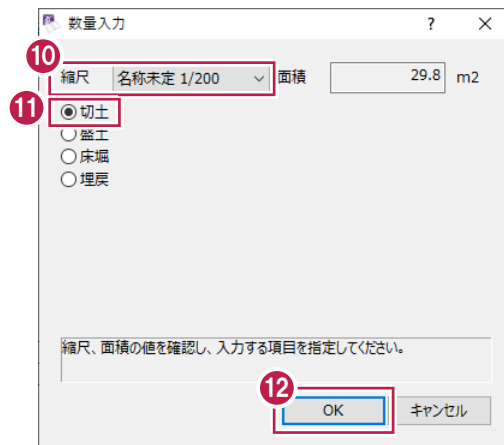 数量入力 ? ×
⑩
縮尺 名称未定 1/200 面積 29.8 m2
⑪ 切土
盛土
床堀
埋戻
縮尺、面積の値を確認し、入力する項目を指定してください。
⑫
OK キャンセル